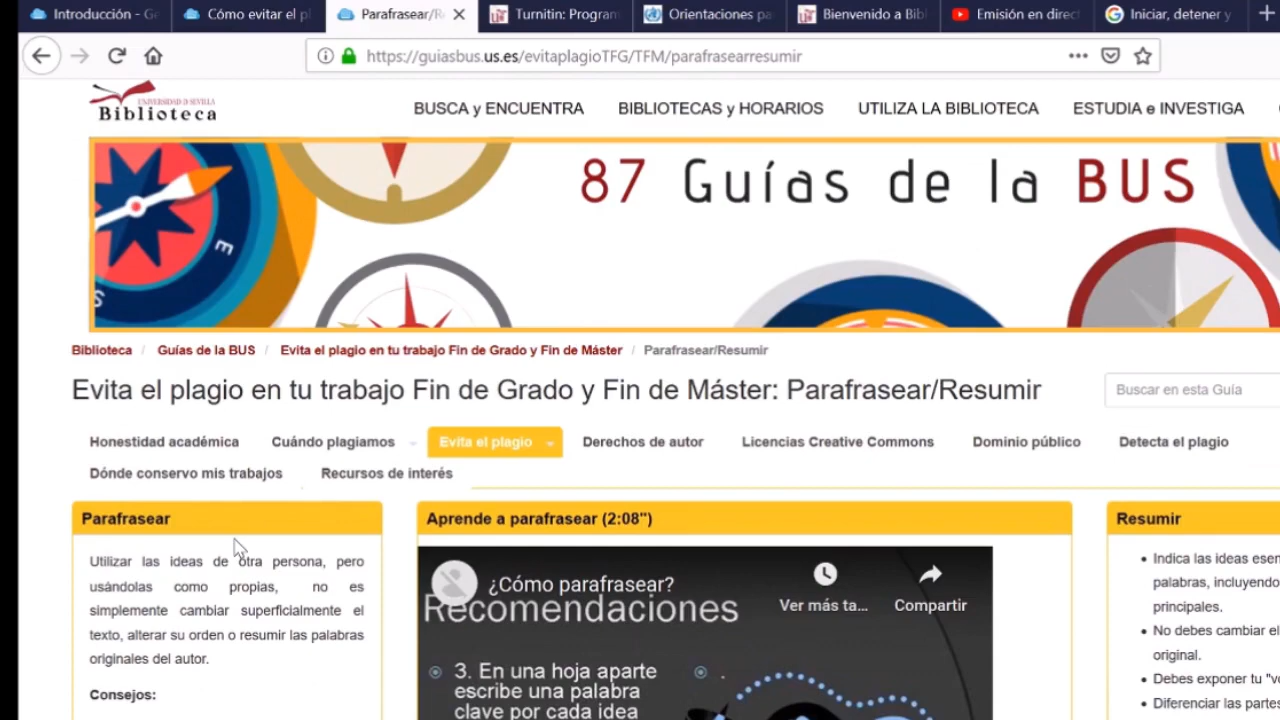 Introducción - G
Cómo evitar el pl
Parafrasear/R
Turnitin: Program
Orientaciones pa
Bienvenido a Bib
Emisión en direct
Iniciar, detener y
https://guiasbus.us.es/evitaplagioTFG/TFM/parafrasearresumir
UNIVERSIDAD D SEVILLA
Biblioteca
BUSCA y ENCUENTRA
BIBLIOTECAS y HORARIOS
UTILIZA LA BIBLIOTECA
ESTUDIA e INVESTIGA
87 Guías de la BUS
E
S
Biblioteca / Guías de la BUS / Evita el plagio en tu trabajo Fin de Grado y Fin de Máster / Parafrasear/Resumir
Evita el plagio en tu trabajo Fin de Grado y Fin de Máster: Parafrasear/Resumir
Buscar en esta Guía
Honestidad académica
Cuándo plagiamos
Evita el plagio
Derechos de autor
Licencias Creative Commons
Dominio público
Detecta el plagio
Dónde conservo mis trabajos
Recursos de interés
Parafrasear
Utilizar las ideas de otra persona, pero
usándolas como propias, no es
simplemente cambiar superficialmente el
texto, alterar su orden o resumir las palabras
originales del autor.
Consejos:
Aprende a parafrasear (2:08")
¿Cómo parafrasear?
Ver más ta...
Compartir
Recomendaciones
3. En una hoja aparte
escribe una palabra
clave por cada idea
Resumir
Indica las ideas esen
palabras, incluyendo
principales.
No debes cambiar el
original.
Debes exponer tu "v
Diferenciar las partes